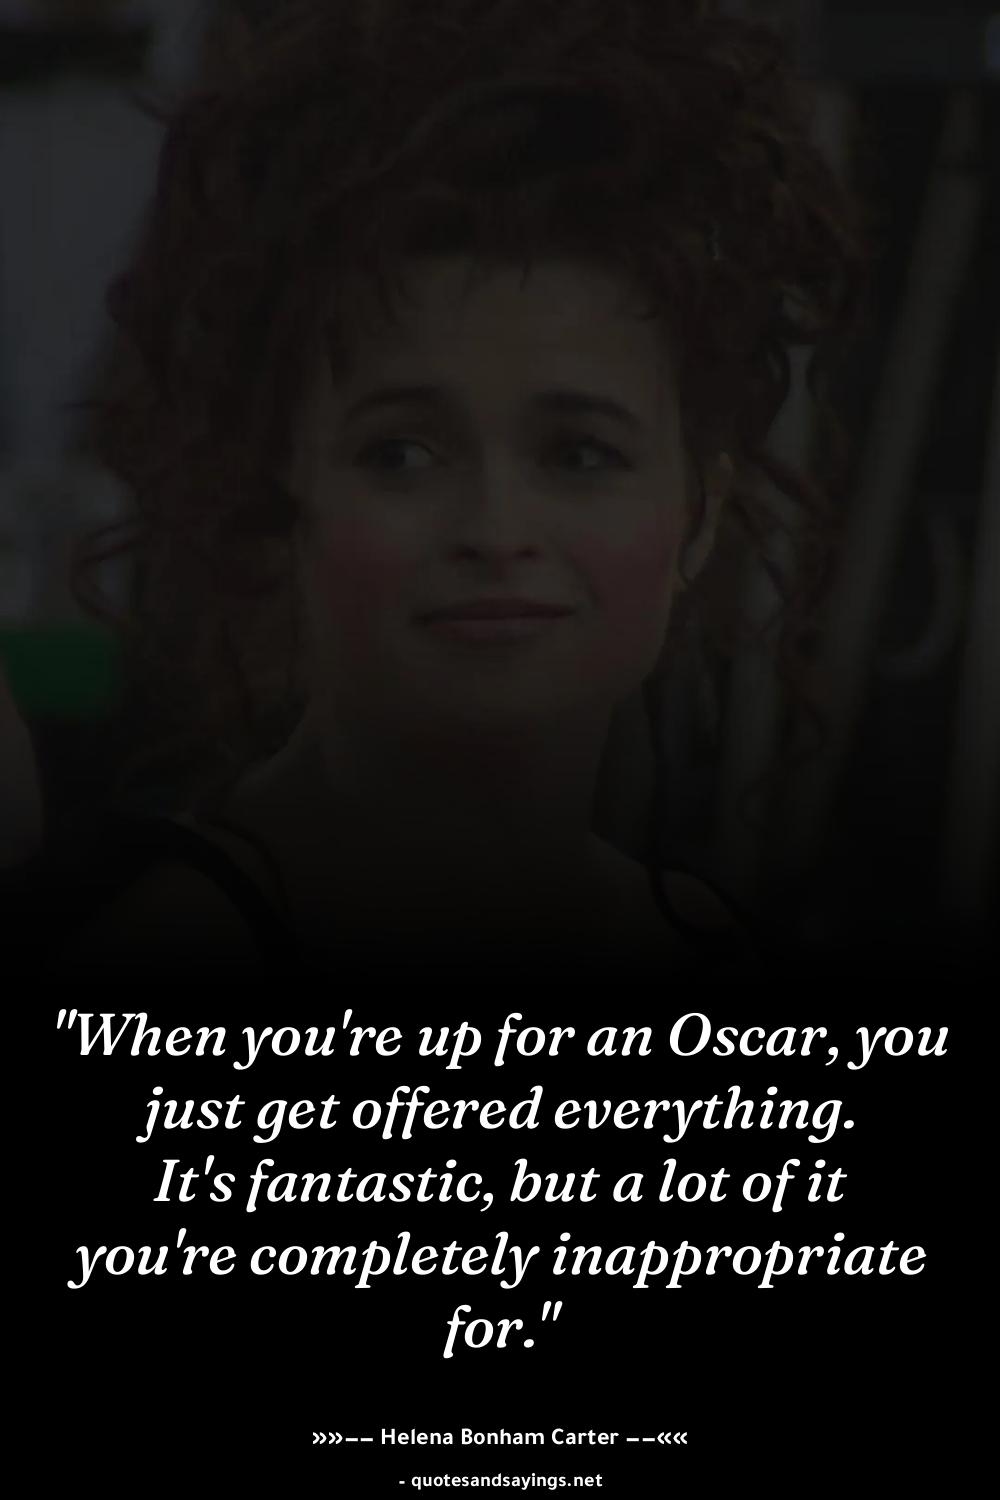 "When you're up for an Oscar, you
just get offered everything.
It's fantastic, but a lot of it
you're completely inappropriate
for."
»»–– Helena Bonham Carter ––««
- quotesandsayings.net